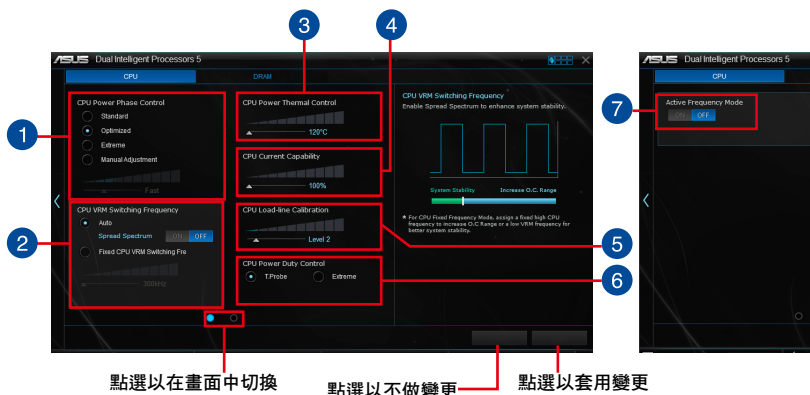 3
4
ASUS Dual Intelligent Processors 5
CPU
DRAM
1
CPU Power Phase Control
Standard
Optimized
Extreme
Manual Adjustment
Fast
2
CPU VRM Switching Frequency
Auto
Spread Spectrum ON OFF
Fixed CPU VRM Switching Fre
300kHz
CPU Power Thermal Control
120°C
CPU Current Capability
100%
CPU Load-line Calibration
Level 2
5
CPU Power Duty Control
T.Probe
Extreme
6
CPU VRM Switching Frequency
Enable Spread Spectrum to enhance system stability.
System Stability
Increase O.C. Range
* For CPU Fixed Frequency Mode, assign a fixed high CPU
frequency to increase O.C Range or a low VRM frequency for
better system stability.
點選以在畫面中切換
點選以不做變更
點選以套用變更
ASUS Dual Intelligent Processors 5
CPU
7
Active Frequency Mode
ON OFF